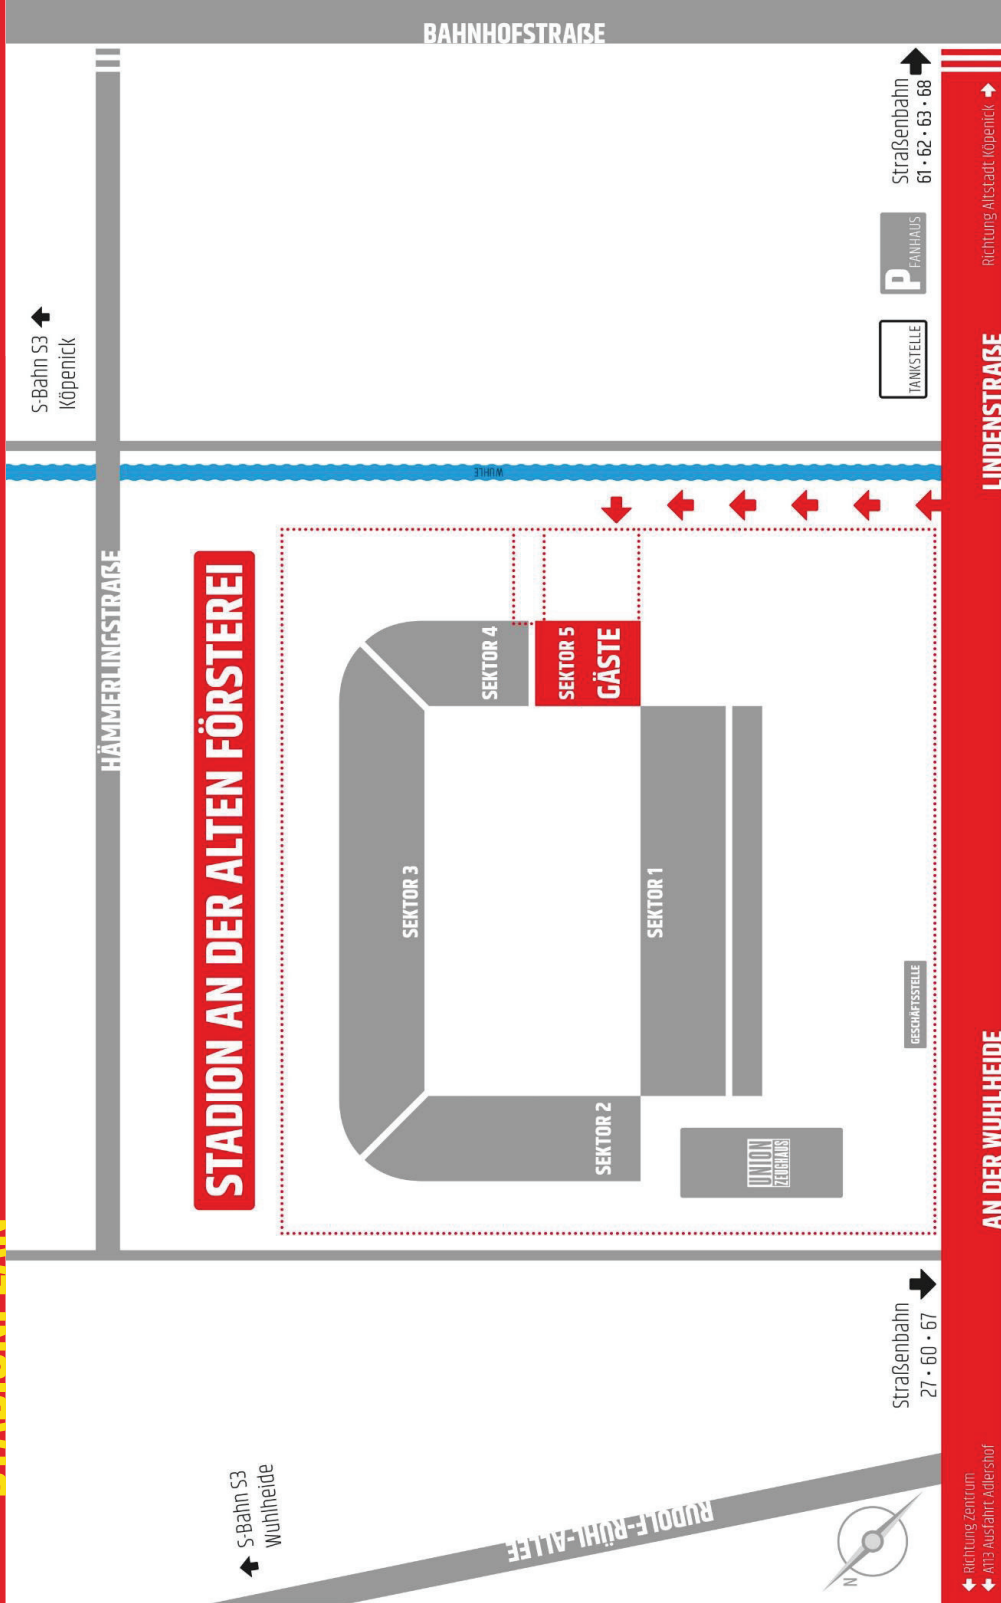 BAHNHOFSTRAßE
Straßenbahn
61 • 62 • 63 • 68
Richtung Altstadt Köpenick
P FANHAUS
TANKSTELLE
LINDENSTRAßE
S-Bahn S3
Köpenick
WUHLE
HÄMMERLINGSTRAßE
STADION AN DER ALTEN FÖRSTEREI
SEKTOR 4
SEKTOR 5
GÄSTE
SEKTOR 3
SEKTOR 1
SEKTOR 2
GESCHÄFTSSTELLE
UNION
ZEUGHAUS
AN DER WUHLHEIDE
Straßenbahn
27 • 60 • 67
S-Bahn S3
Wuhlheide
RUDOLF-RÜHL-ALLEE
N
Richtung Zentrum
A113 Ausfahrt Adlershof